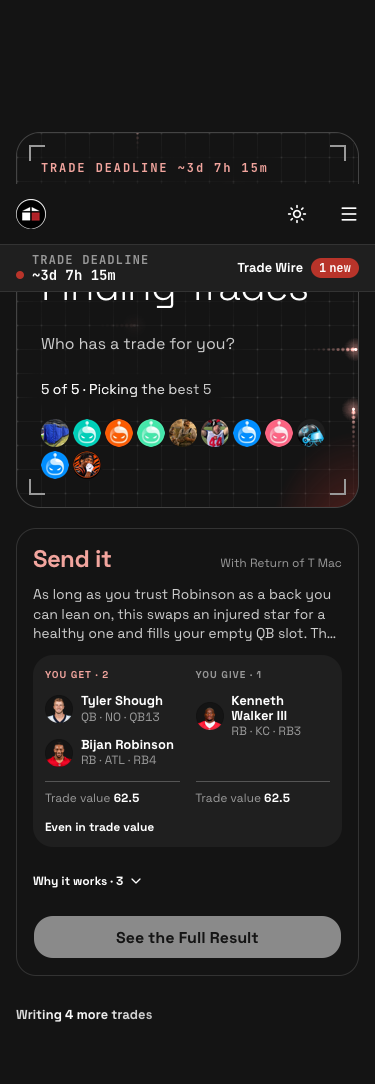 TRADE DEADLINE ~3d 7h 15m
TRADE DEADLINE
~3d 7h 15m
Trade Wire
1 new
Finding Trades
Who has a trade for you?
5 of 5 · Picking the best 5
Send it
With Return of T Mac
As long as you trust Robinson as a back you
can lean on, this swaps an injured star for a
healthy one and fills your empty QB slot. Th...
YOU GET · 2
Tyler Shough
QB · NO · QB13
Bijan Robinson
RB · ATL · RB4
Trade value 62.5
YOU GIVE · 1
Kenneth
Walker III
RB · KC · RB3
Trade value 62.5
Even in trade value
Why it works · 3
See the Full Result
Writing 4 more trades